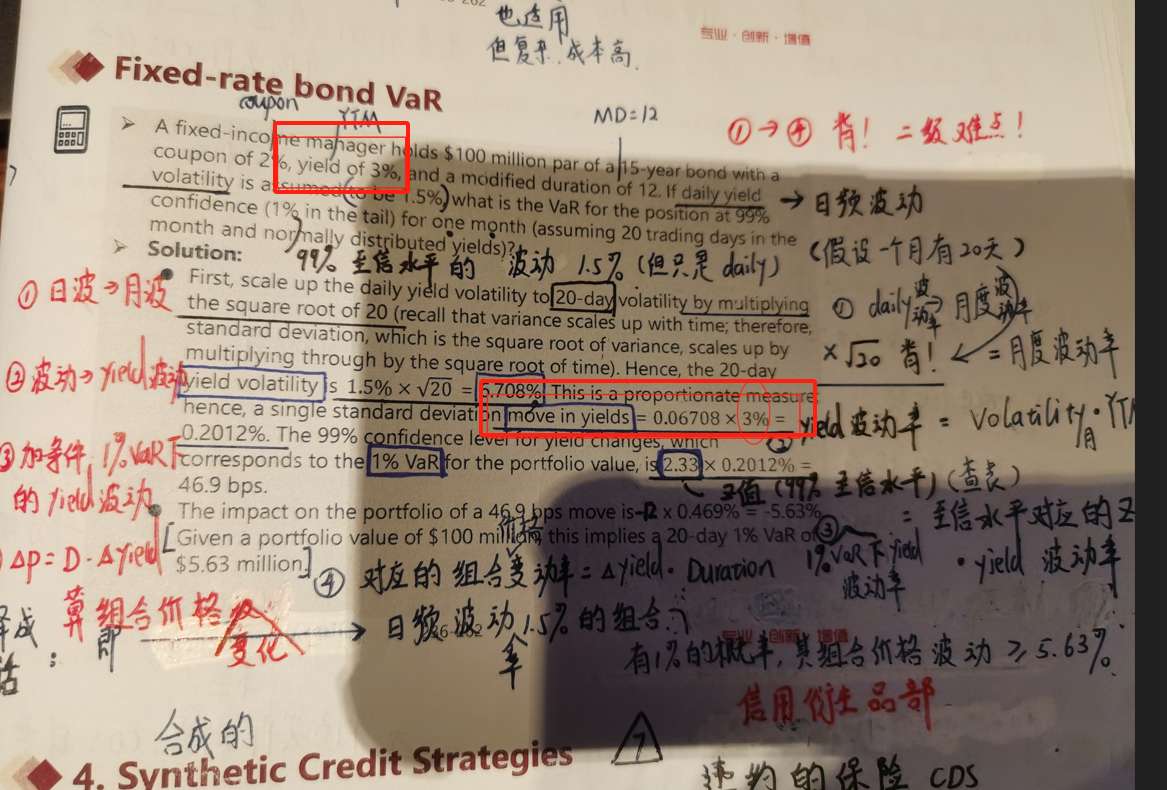 也适用
但复杂,成本高.
专业·创新·增值
Fixed-rate bond VaR
coupon
YTM
MD=12
①→④ 背! 二级难点!
A fixed-income manager holds $100 million par of a 15-year bond with a
coupon of 2%, yield of 3%, and a modified duration of 12. If daily yield
volatility is assumed to be 1.5%, what is the VaR for the position at 99%
confidence (1% in the tail) for one month (assuming 20 trading days in the
month and normally distributed yields)?
→日频波动
(假设一个月有20天)
Solution:
99% 至信水平的 波动 1.5% (但只是 daily)
① 日波→月波
First, scale up the daily yield volatility to 20-day volatility by multiplying
the square root of 20 (recall that variance scales up with time; therefore,
standard deviation, which is the square root of variance, scales up by
multiplying through by the square root of time). Hence, the 20-day
yield volatility is 1.5% × √20 = 6.708%. This is a proportionate measure;
hence, a single standard deviation move in yields = 0.06708 × 3% =
0.2012%. The 99% confidence level for yield changes, which
corresponds to the 1% VaR for the portfolio value, is 2.33 × 0.2012% =
46.9 bps.
① daily波动率→月度波动率
×√20 背! ← =月度波动率
② 波动→yield波动
② yield 波动率 = Volatility月·YTM
③ 加条件,1%VaR下
的 yield 波动
Z值 (99% 至信水平) (查表)
The impact on the portfolio of a 46.9 bps move is -12 × 0.469% = -5.63%.
Given a portfolio value of $100 million, this implies a 20-day 1% VaR of
$5.63 million.
价格
③
1%VaR下yield
波动率
= 至信水平对应的Z
·yield 波动率
△p=D·△yield
④ 对应的组合变动率=△yield·Duration
算组合价格
变化
即 → 日频波动率1.5%的组合,
有1%的概率,其组合价格波动≥5.63%.
专业·创新·增值
信用衍生品部
合成的
4. Synthetic Credit Strategies
7
违约的保险 CDS